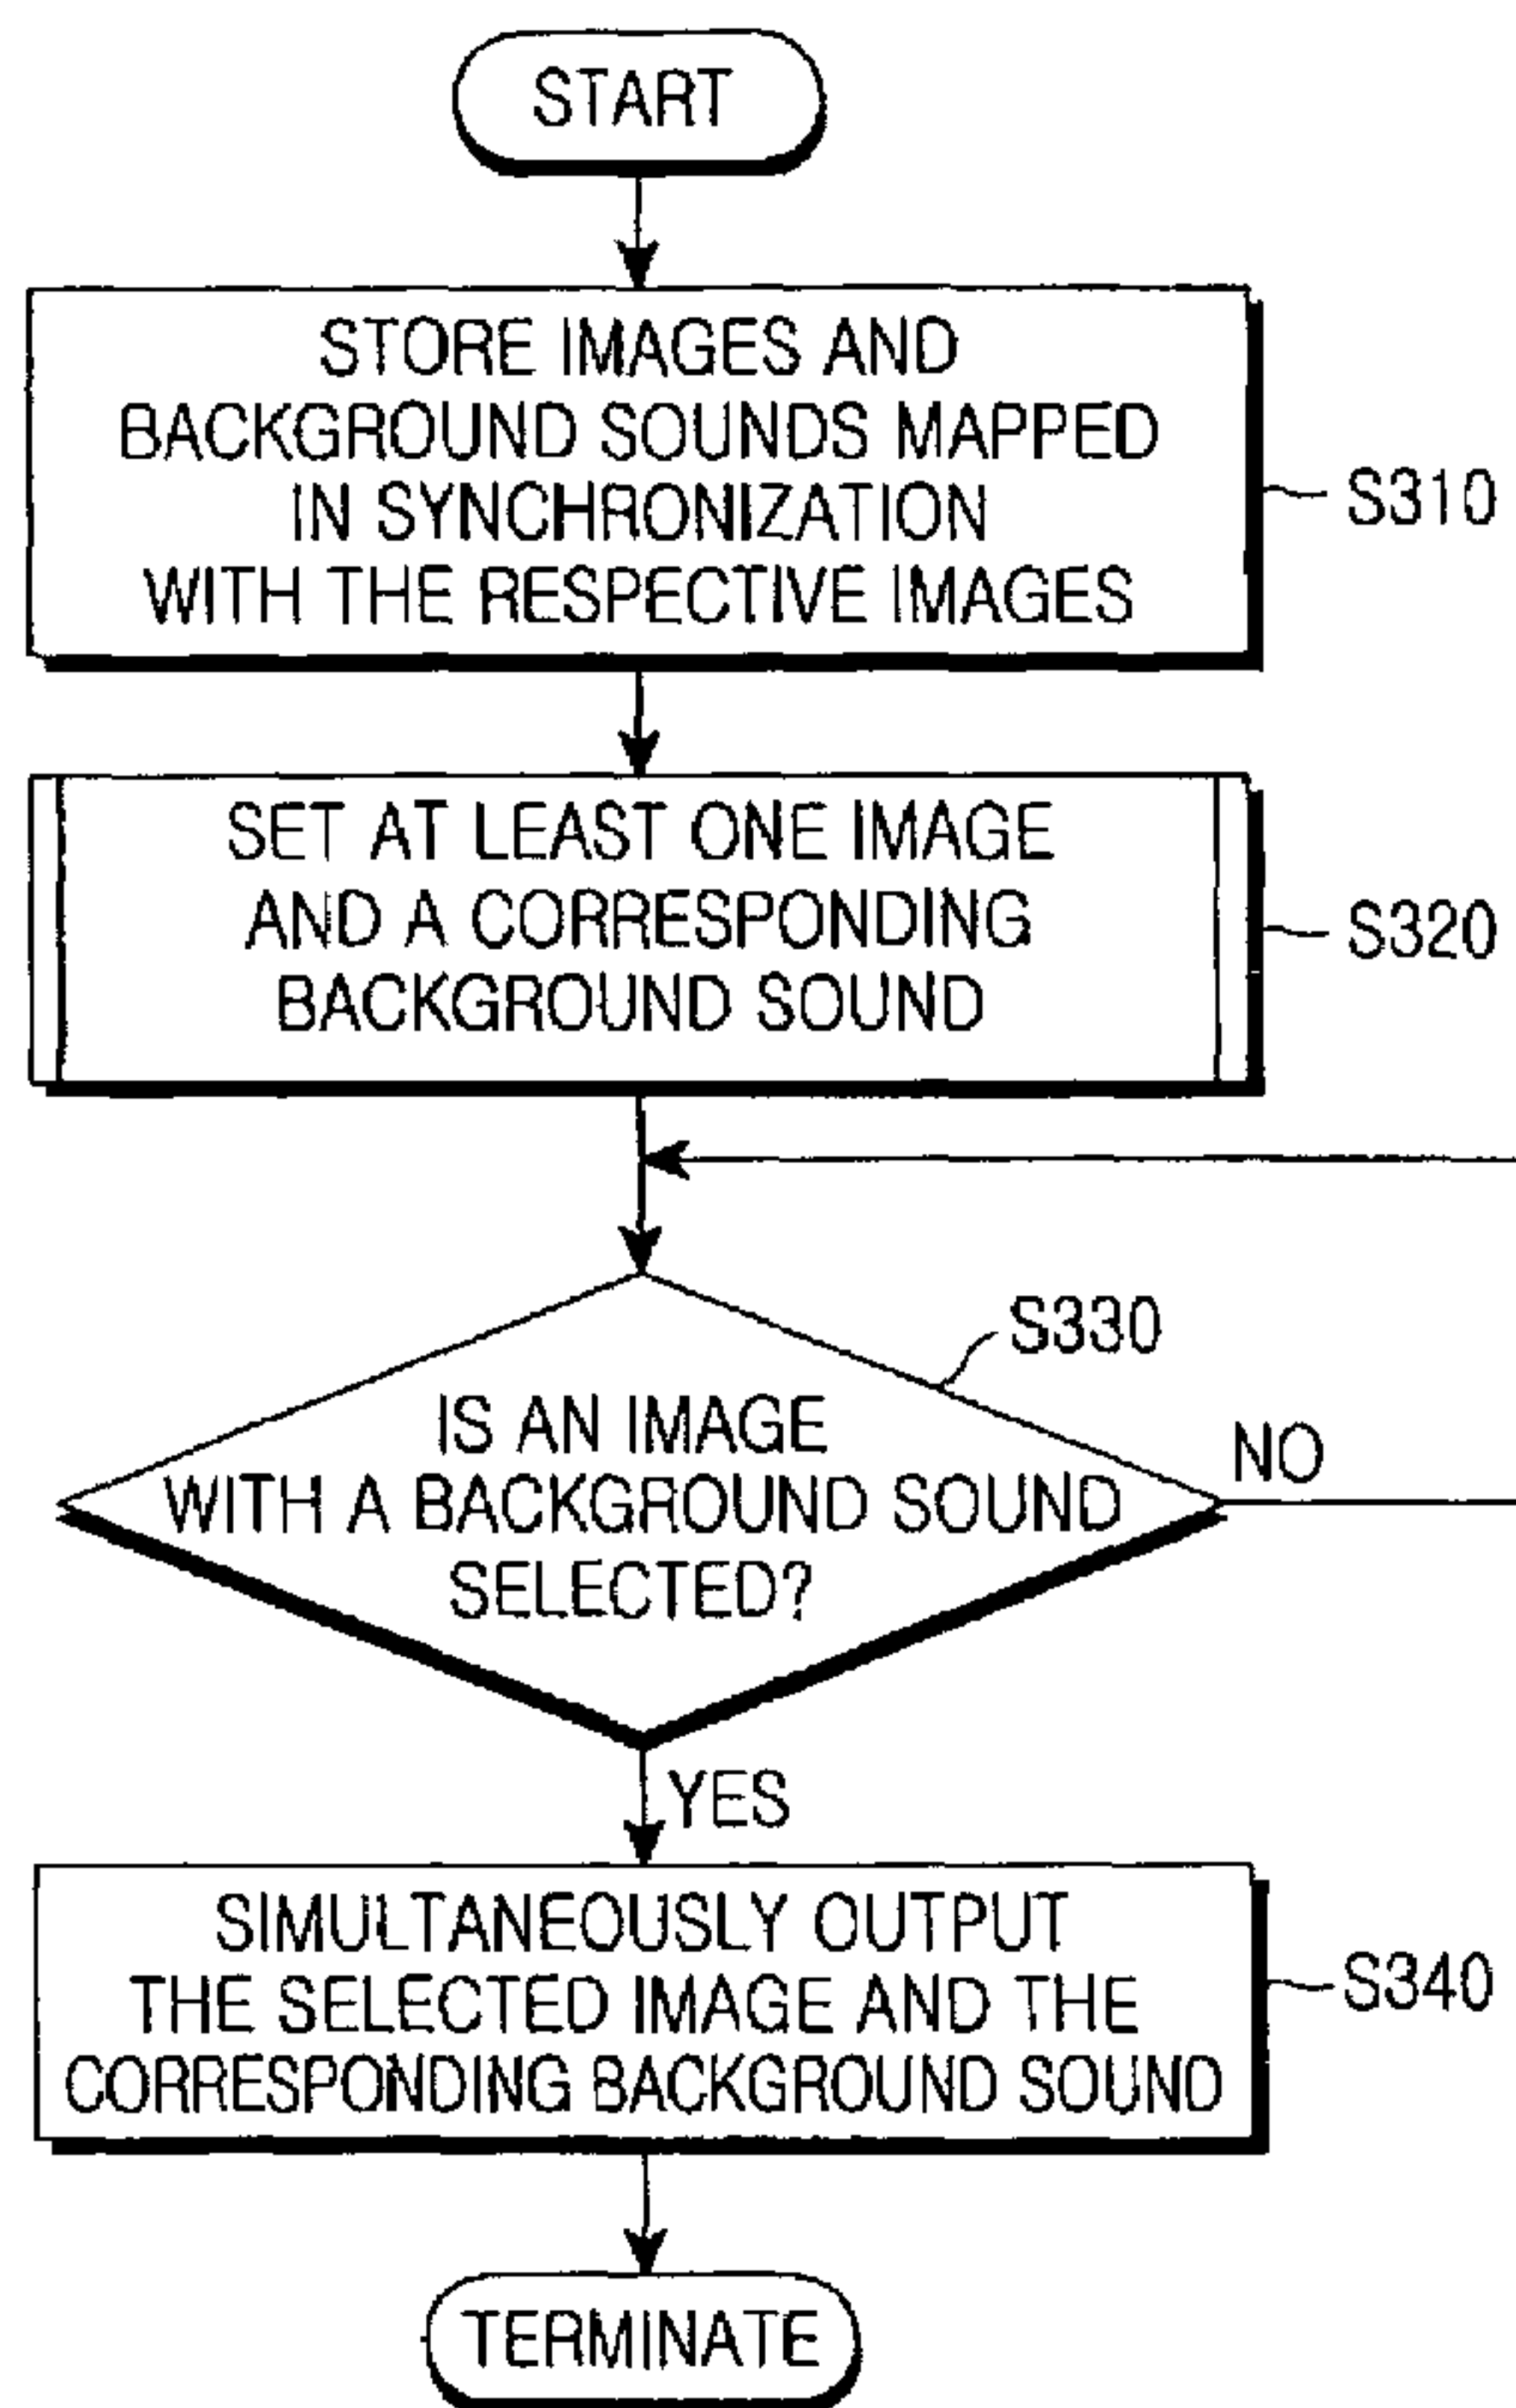 START
STORE IMAGES AND
BACKGROUND SOUNDS MAPPED
IN SYNCHRONIZATION
WITH THE RESPECTIVE IMAGES
S310
SET AT LEAST ONE IMAGE
AND A CORRESPONDING
BACKGROUND SOUND
S320
S330
IS AN IMAGE
WITH A BACKGROUND SOUND
SELECTED?
NO
YES
SIMULTANEOUSLY OUTPUT
THE SELECTED IMAGE AND THE
CORRESPONDING BACKGROUND SOUND
S340
TERMINATE